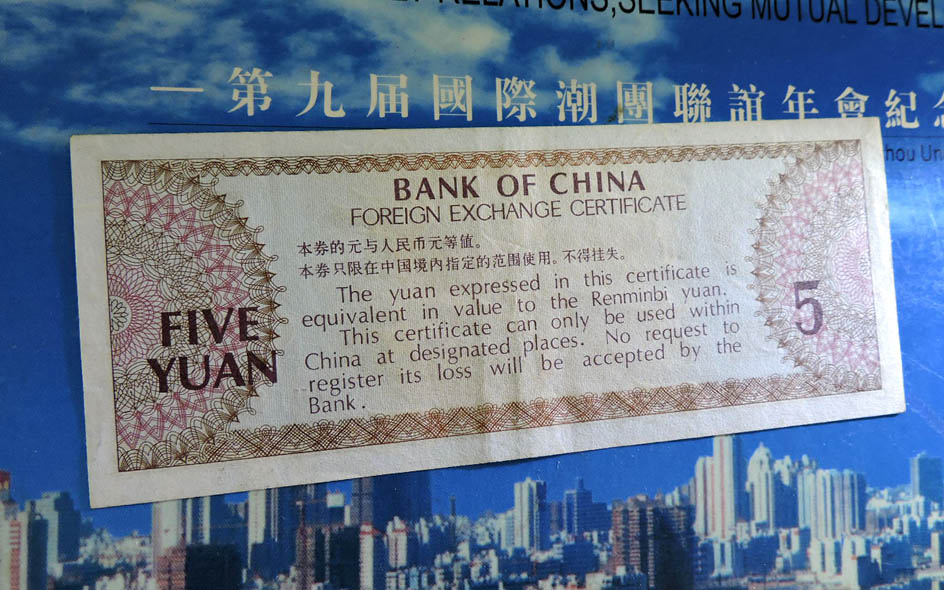 RELATIONS,SEEKING MUTUAL DEVEL
—第九届國際潮團聯誼年會紀念
hou Un
BANK OF CHINA
FOREIGN EXCHANGE CERTIFICATE
本券的元与人民币元等值。
本券只限在中国境内指定的范围使用。不得挂失。
The yuan expressed in this certificate is
equivalent in value to the Renminbi yuan.
This certificate can only be used within
China at designated places. No request to
register its loss will be accepted by the
Bank.
FIVE
YUAN
5